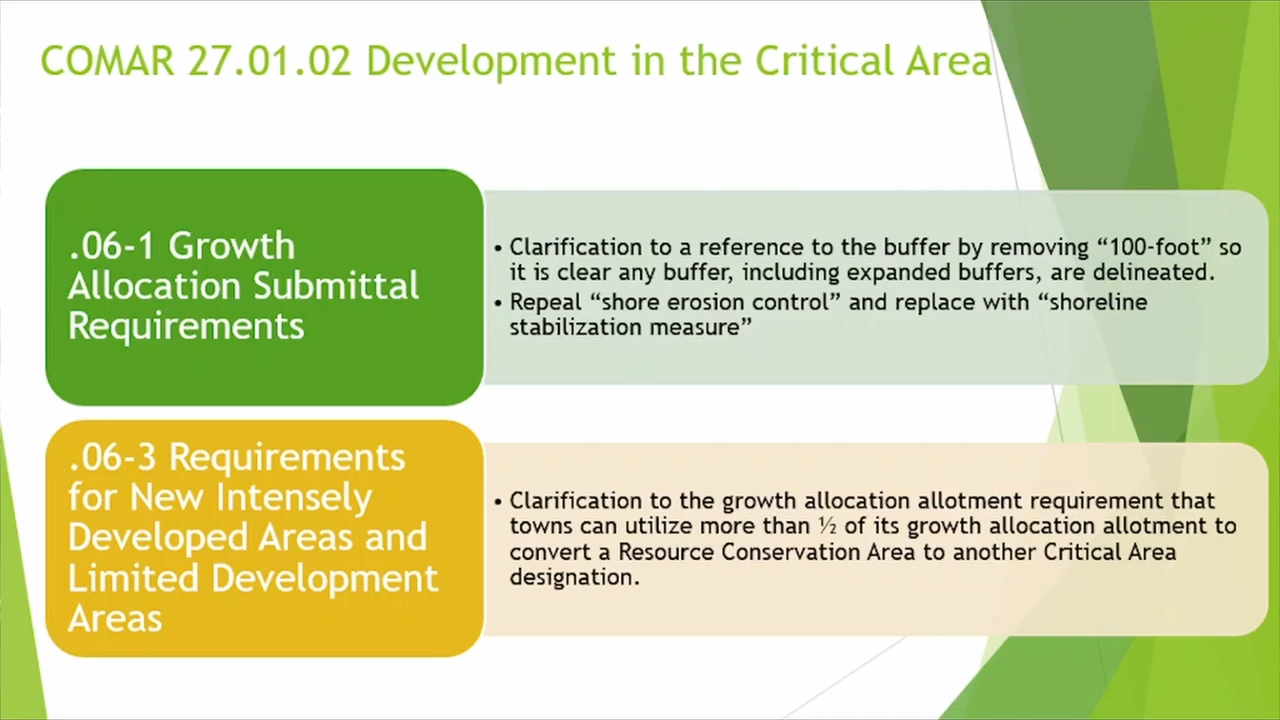 COMAR 27.01.02 Development in the Critical Area
.06-1 Growth
Allocation Submittal
Requirements
• Clarification to a reference to the buffer by removing “100-foot” so
it is clear any buffer, including expanded buffers, are delineated.
• Repeal “shore erosion control” and replace with “shoreline
stabilization measure”
.06-3 Requirements
for New Intensely
Developed Areas and
Limited Development
Areas
• Clarification to the growth allocation allotment requirement that
towns can utilize more than ½ of its growth allocation allotment to
convert a Resource Conservation Area to another Critical Area
designation.